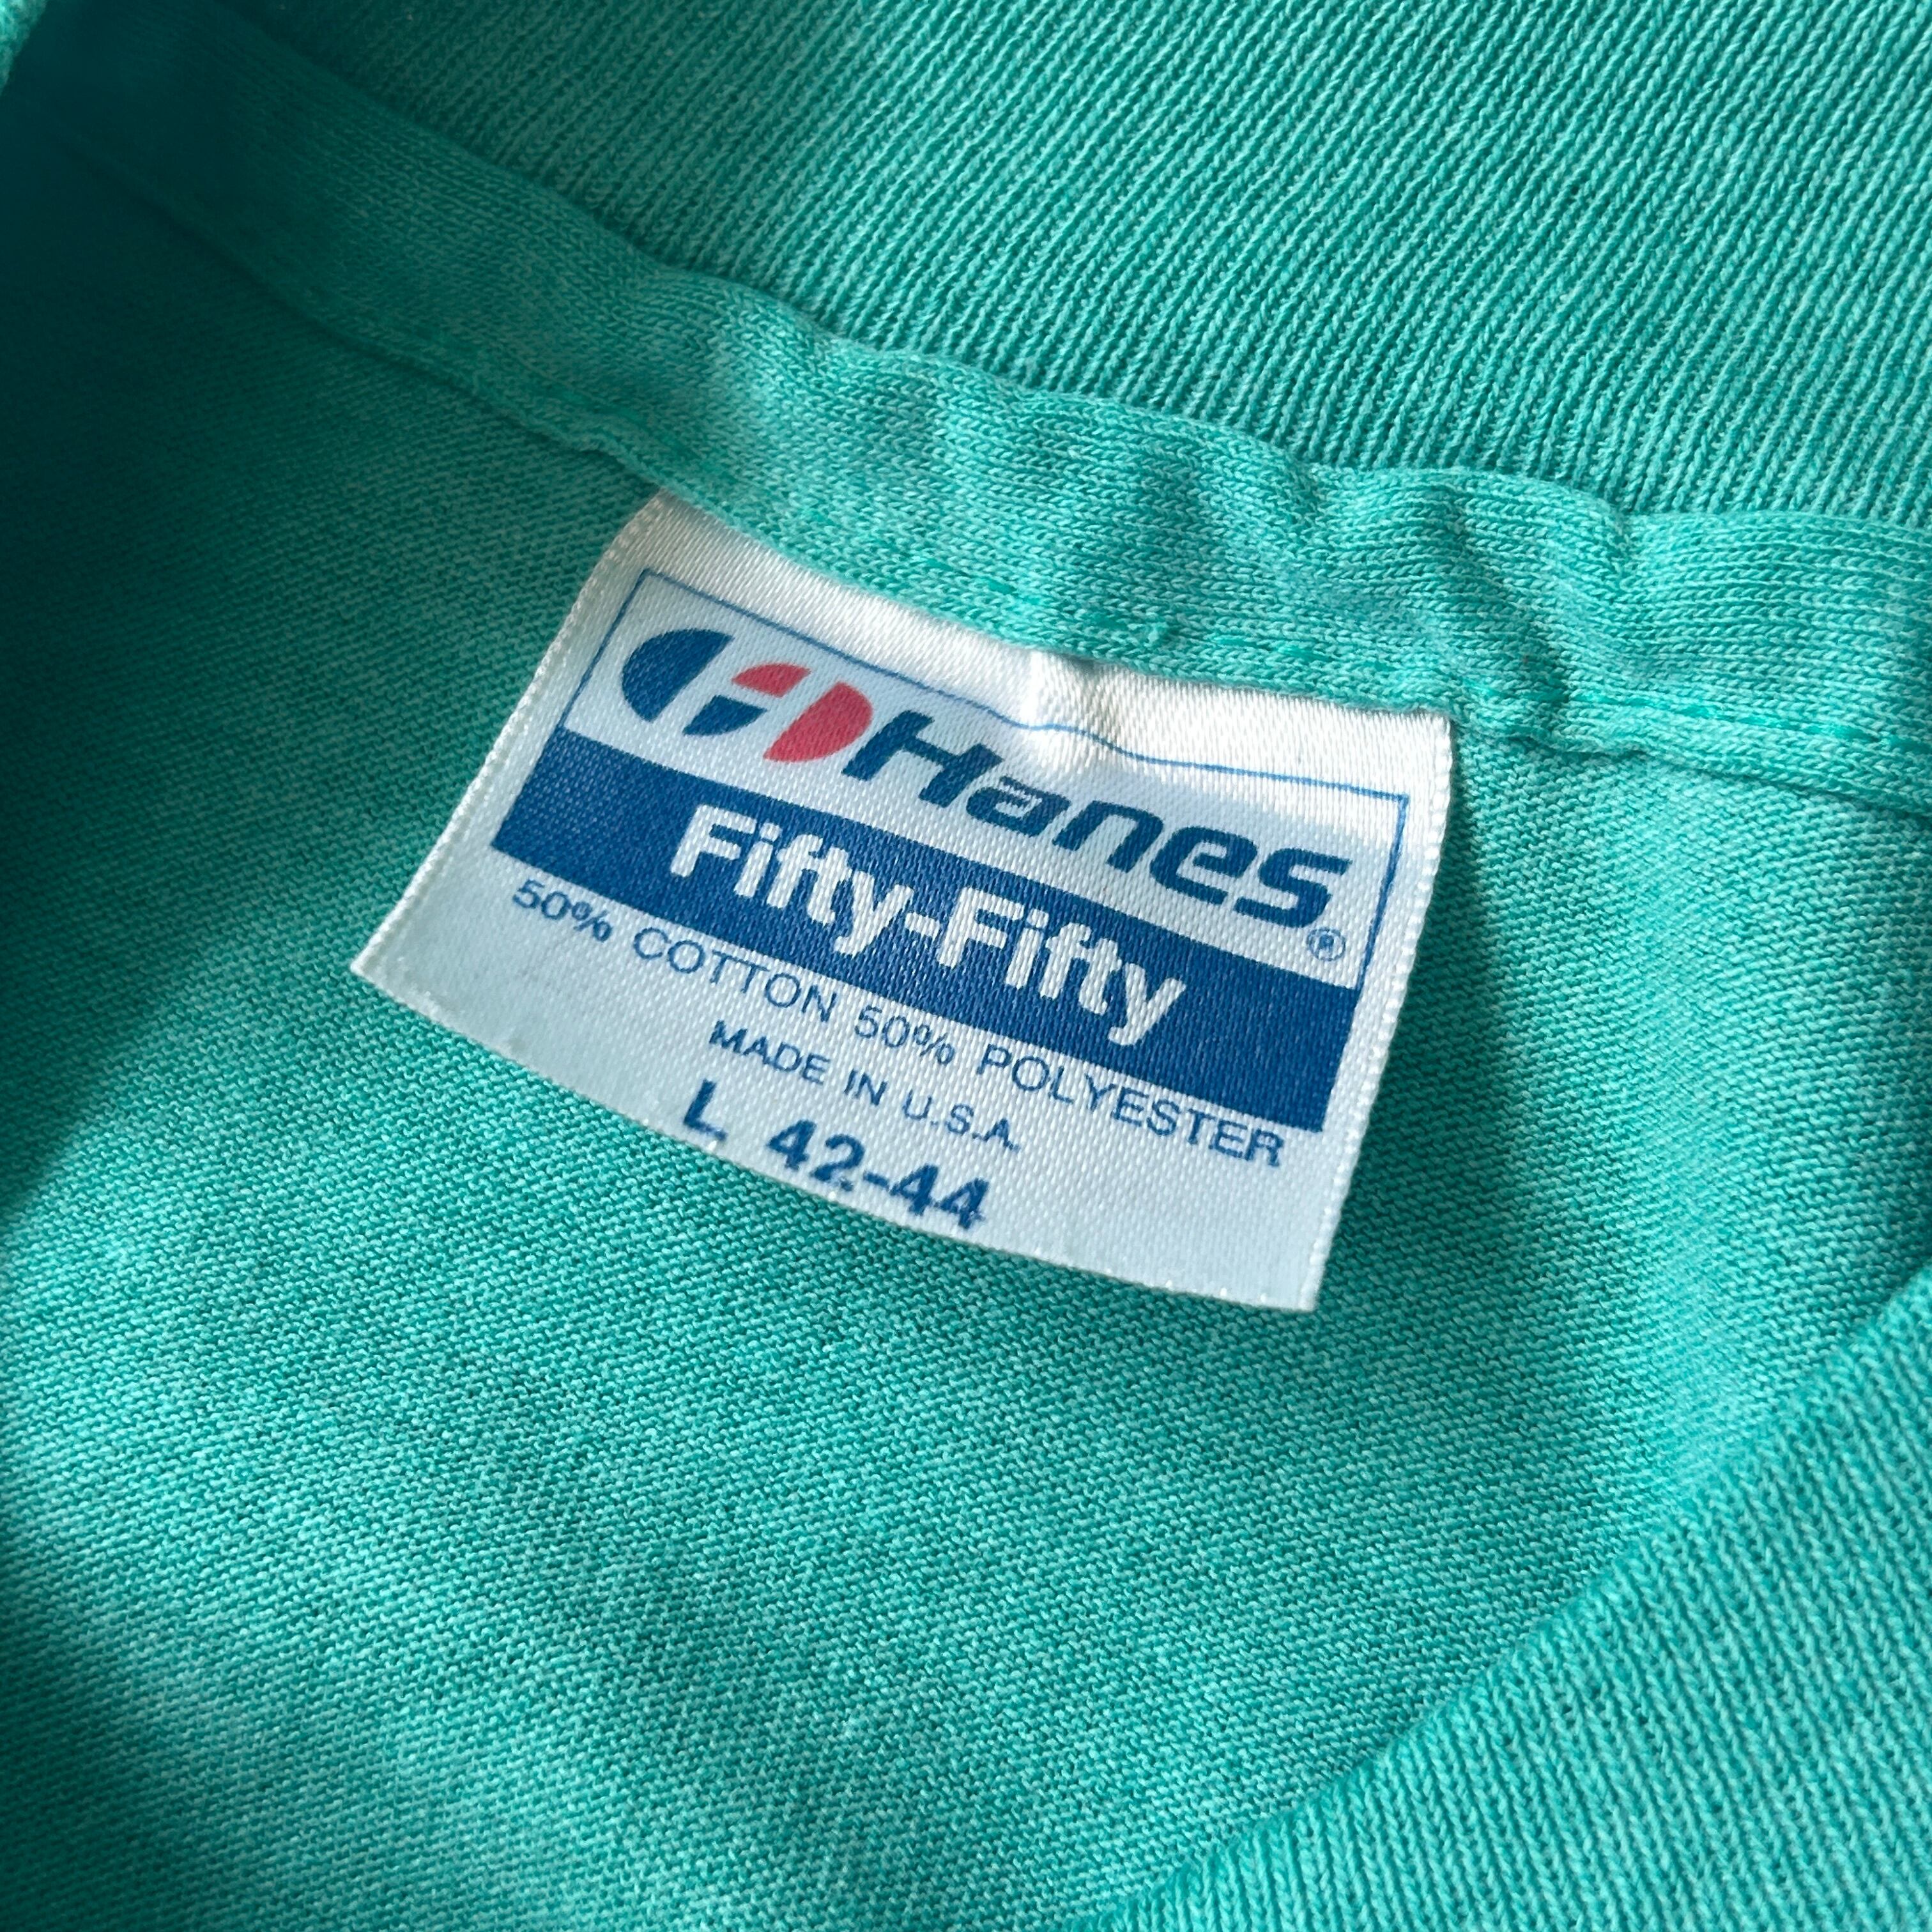 Hanes®
Fifty-Fifty
50% COTTON 50% POLYESTER
MADE IN U.S.A.
L 42-44